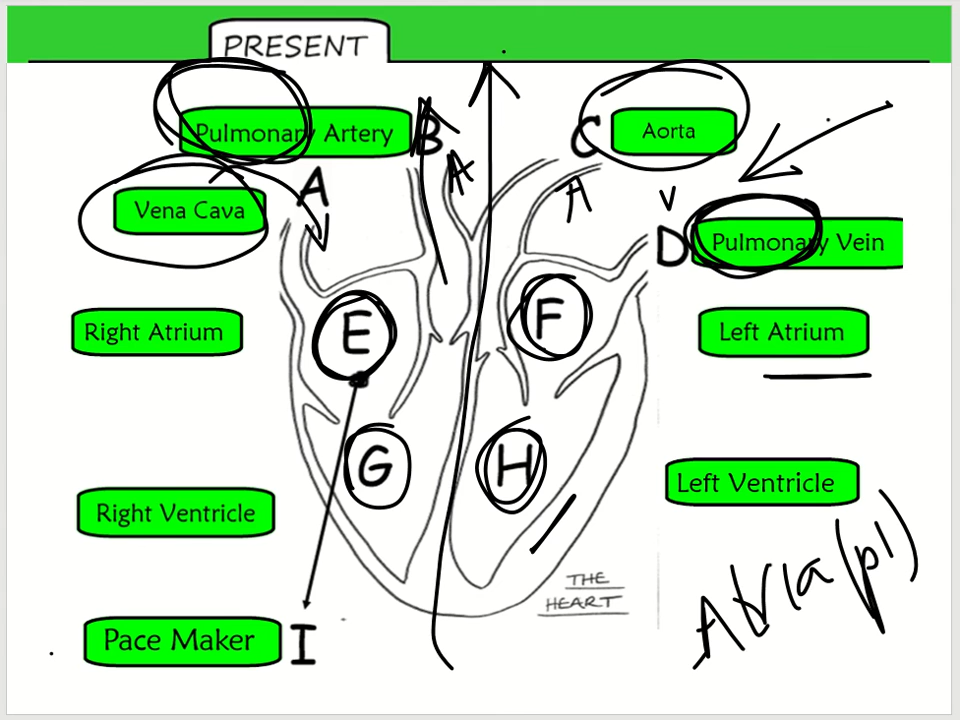 PRESENT
Pulmonary Artery B
A
C Aorta
Vena Cava
A
A
V
D Pulmonary Vein
E
F
Right Atrium
Left Atrium
G
H
Left Ventricle
Right Ventricle
Atria (pl)
THE
HEART
Pace Maker I